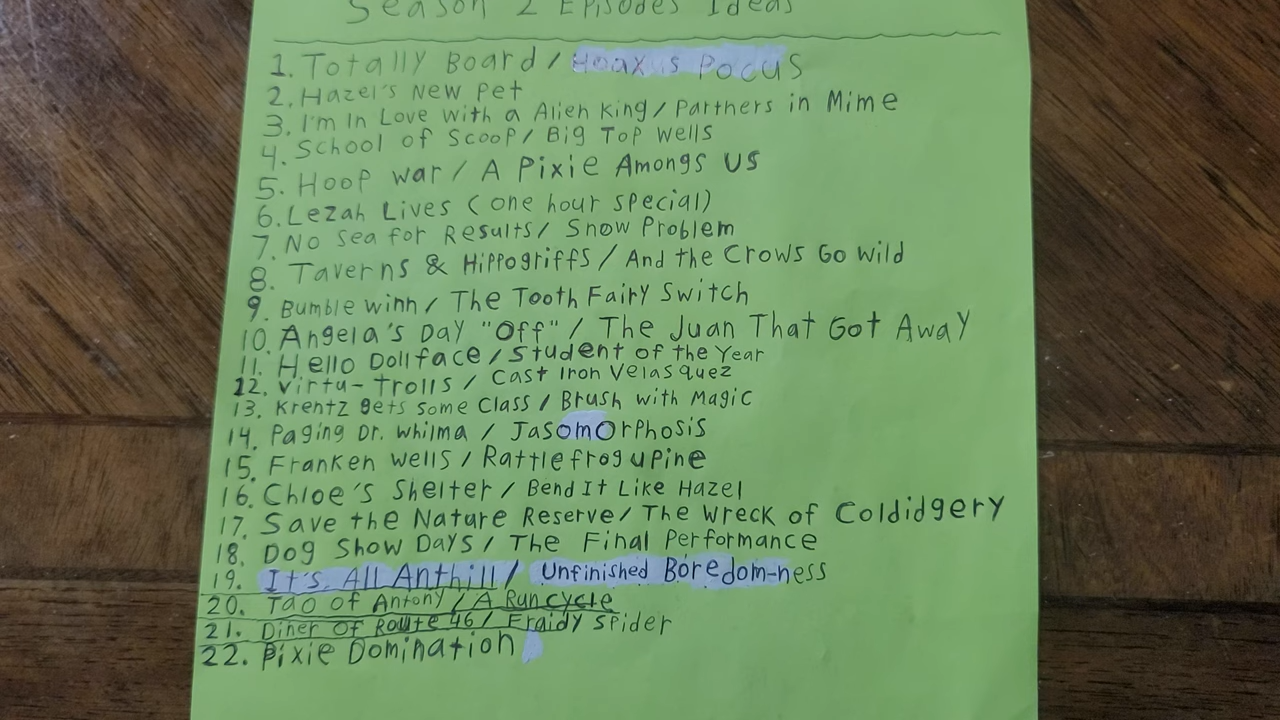 Season 2 Episodes Ideas
1. Totally Board / Hoaxus Pocus
2. Hazel's New Pet
3. I'm In Love with a Alien King / Partners in Mime
4. School of Scoop / Big Top Wells
5. Hoop War / A Pixie Amongs Us
6. Lezah Lives (one hour special)
7. No Sea for Results / Snow Problem
8. Taverns & Hippogriffs / And the Crows Go Wild
9. Bumble winn / The Tooth Fairy Switch
10. Angela's Day "Off" / The Juan That Got Away
11. Hello Dollface / Student of the Year
12. Virtu-Trolls / Cast Iron Velasquez
13. Krentz Gets Some Class / Brush with Magic
14. Paging Dr. Whilma / Jasomorphosis
15. Franken Wells / Rattlefrogupine
16. Chloe's Shelter / Bend It Like Hazel
17. Save the Nature Reserve / The Wreck of Coldidgery
18. Dog Show Days / The Final Performance
19. It's All Anthill / Unfinished Boredom-ness
20. Tao of Antony / A Runcycle
21. Diner Of Route 46 / Fraidy Spider
22. Pixie Domination